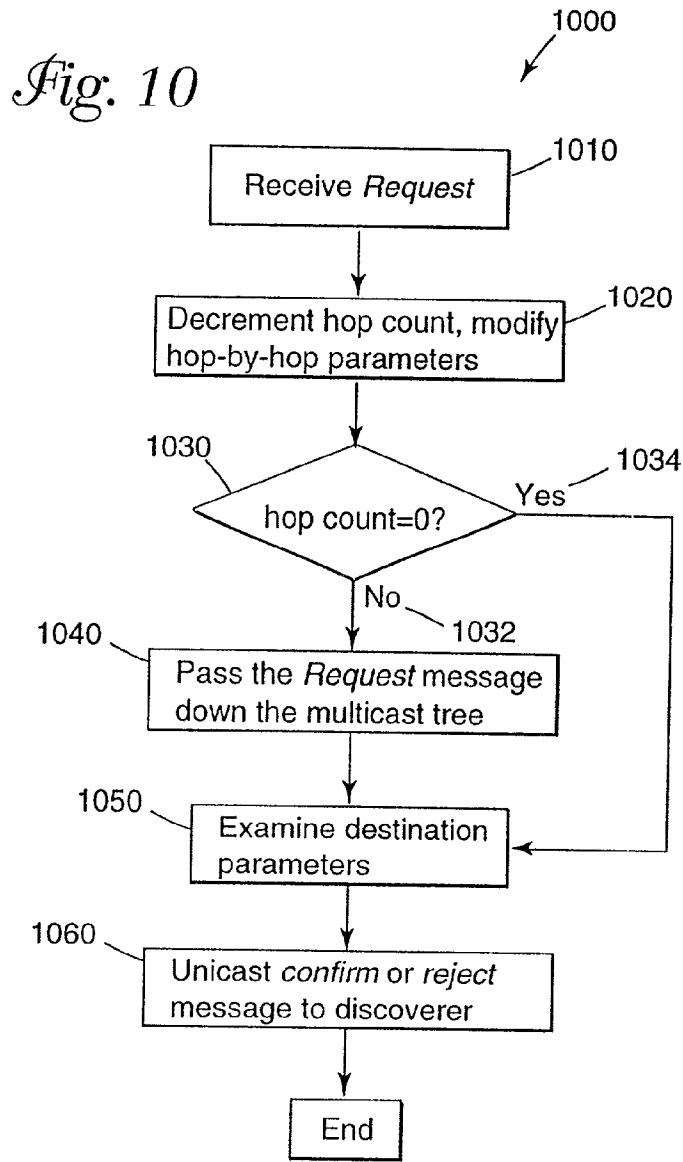 1000
Fig. 10
1010
Receive Request
1020
Decrement hop count, modify
hop-by-hop parameters
1030
1034
Yes
hop count=0?
No
1032
1040
Pass the Request message
down the multicast tree
1050
Examine destination
parameters
1060
Unicast confirm or reject
message to discoverer
End